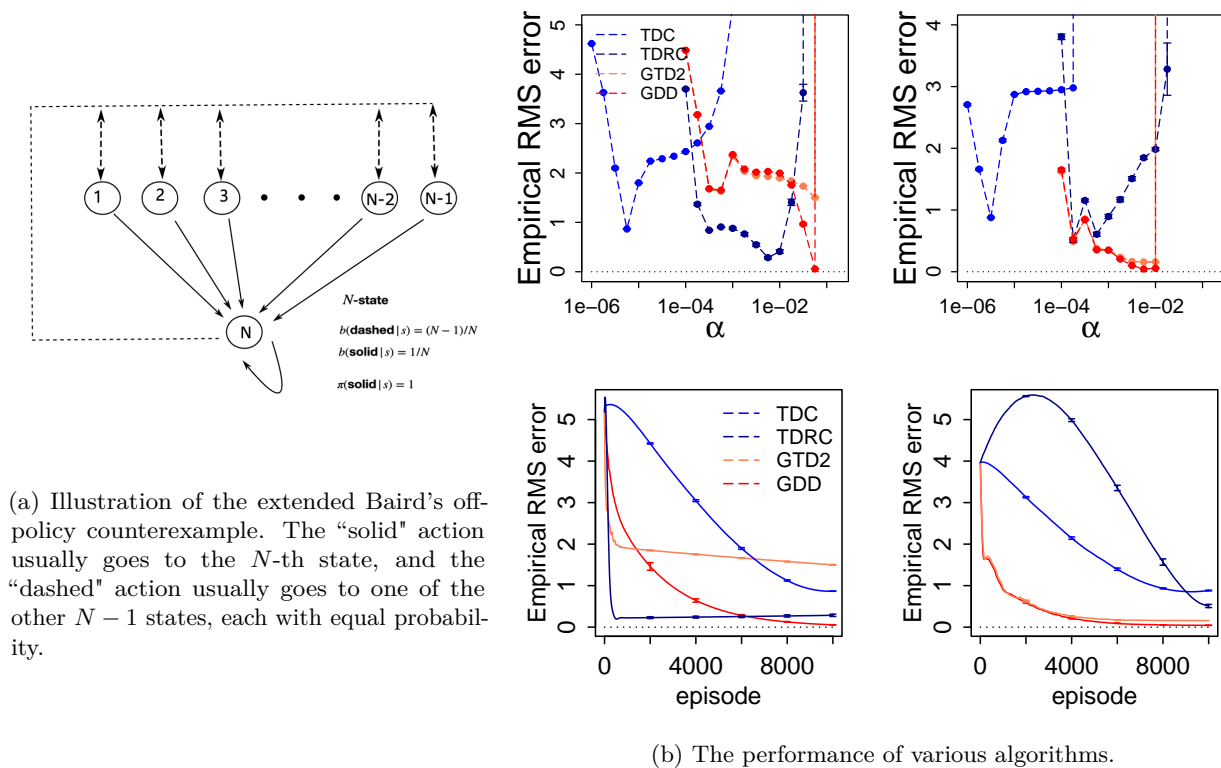 1
2
3
N-2
N-1
N
N-state
b(dashed | s) = (N − 1)/N
b(solid | s) = 1/N
π(solid | s) = 1
(a) Illustration of the extended Baird's off-
policy counterexample. The “solid" action
usually goes to the N-th state, and the
“dashed" action usually goes to one of the
other N − 1 states, each with equal probabil-
ity.
Empirical RMS error
0
1
2
3
4
5
TDC
TDRC
GTD2
GDD
1e−06
1e−04
1e−02
α
Empirical RMS error
0
1
2
3
4
5
1e−06
1e−04
1e−02
α
Empirical RMS error
0
1
2
3
4
5
TDC
TDRC
GTD2
GDD
0
4000
8000
episode
Empirical RMS error
0
1
2
3
4
5
0
4000
8000
episode
(b) The performance of various algorithms.